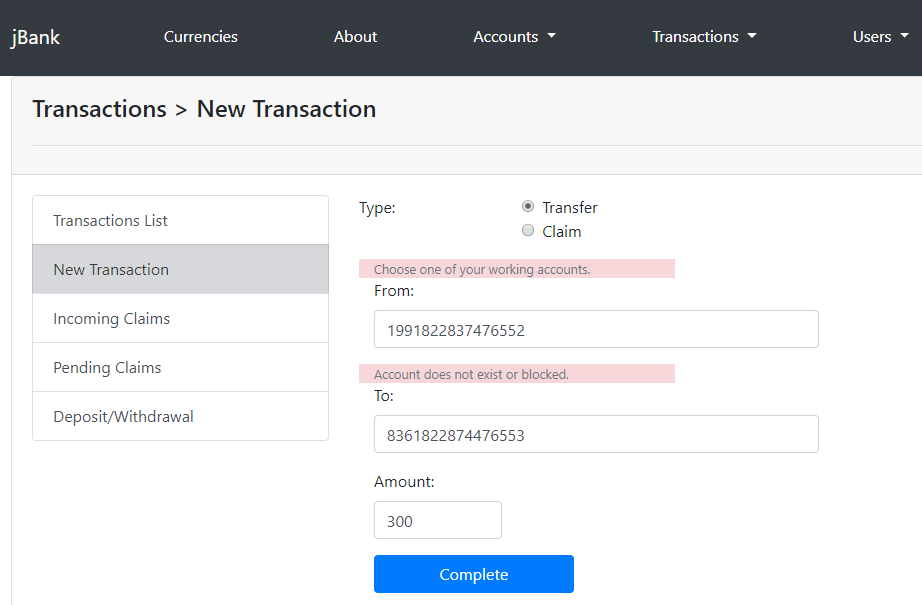 jBank Currencies About Accounts Transactions Users
Transactions > New Transaction
Transactions List
New Transaction
Incoming Claims
Pending Claims
Deposit/Withdrawal
Type:
Transfer
Claim
Choose one of your working accounts.
From:
1991822837476552
Account does not exist or blocked.
To:
8361822874476553
Amount:
300
Complete